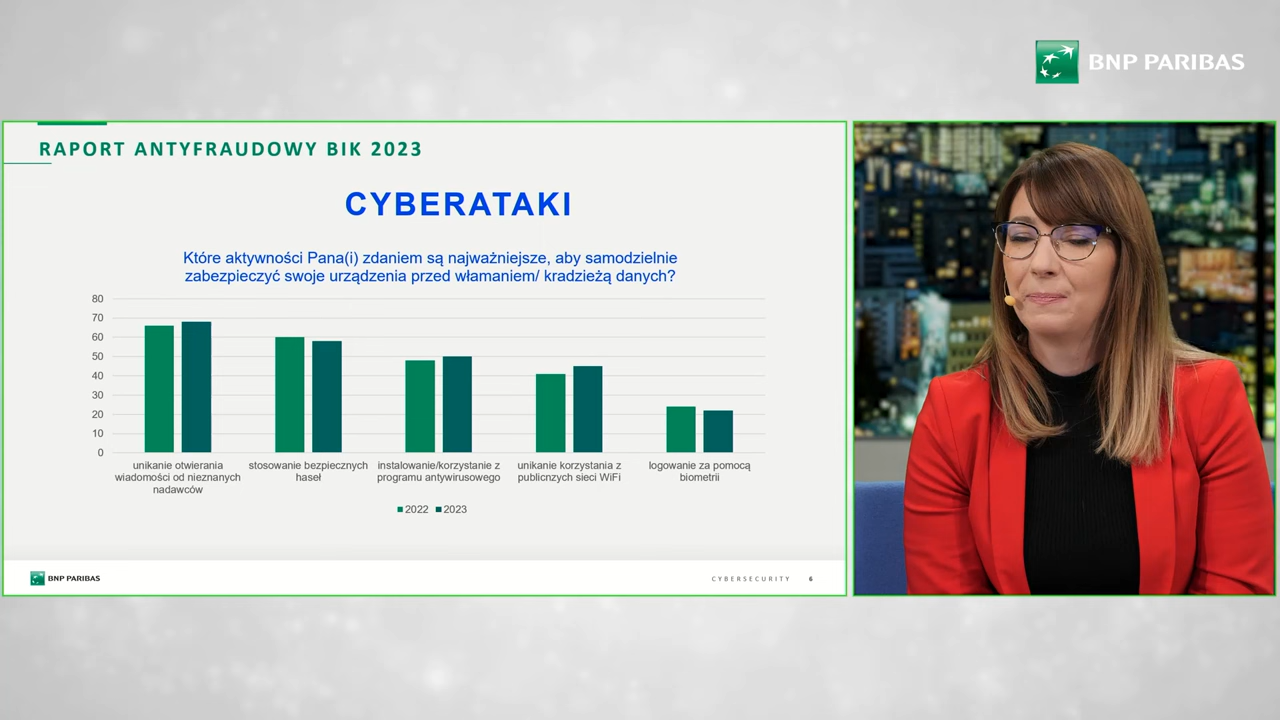 BNP PARIBAS
RAPORT ANTYFRAUDOWY BIK 2023
CYBERATAKI
Które aktywności Pana(i) zdaniem są najważniejsze, aby samodzielnie
zabezpieczyć swoje urządzenia przed włamaniem/ kradzieżą danych?
80
70
60
50
40
30
20
10
0
unikanie otwierania
wiadomości od nieznanych
nadawców
stosowanie bezpiecznych
haseł
instalowanie/korzystanie z
programu antywirusowego
unikanie korzystania z
publicznzych sieci WiFi
logowanie za pomocą
biometrii
2022 2023
BNP PARIBAS
CYBERSECURITY 6